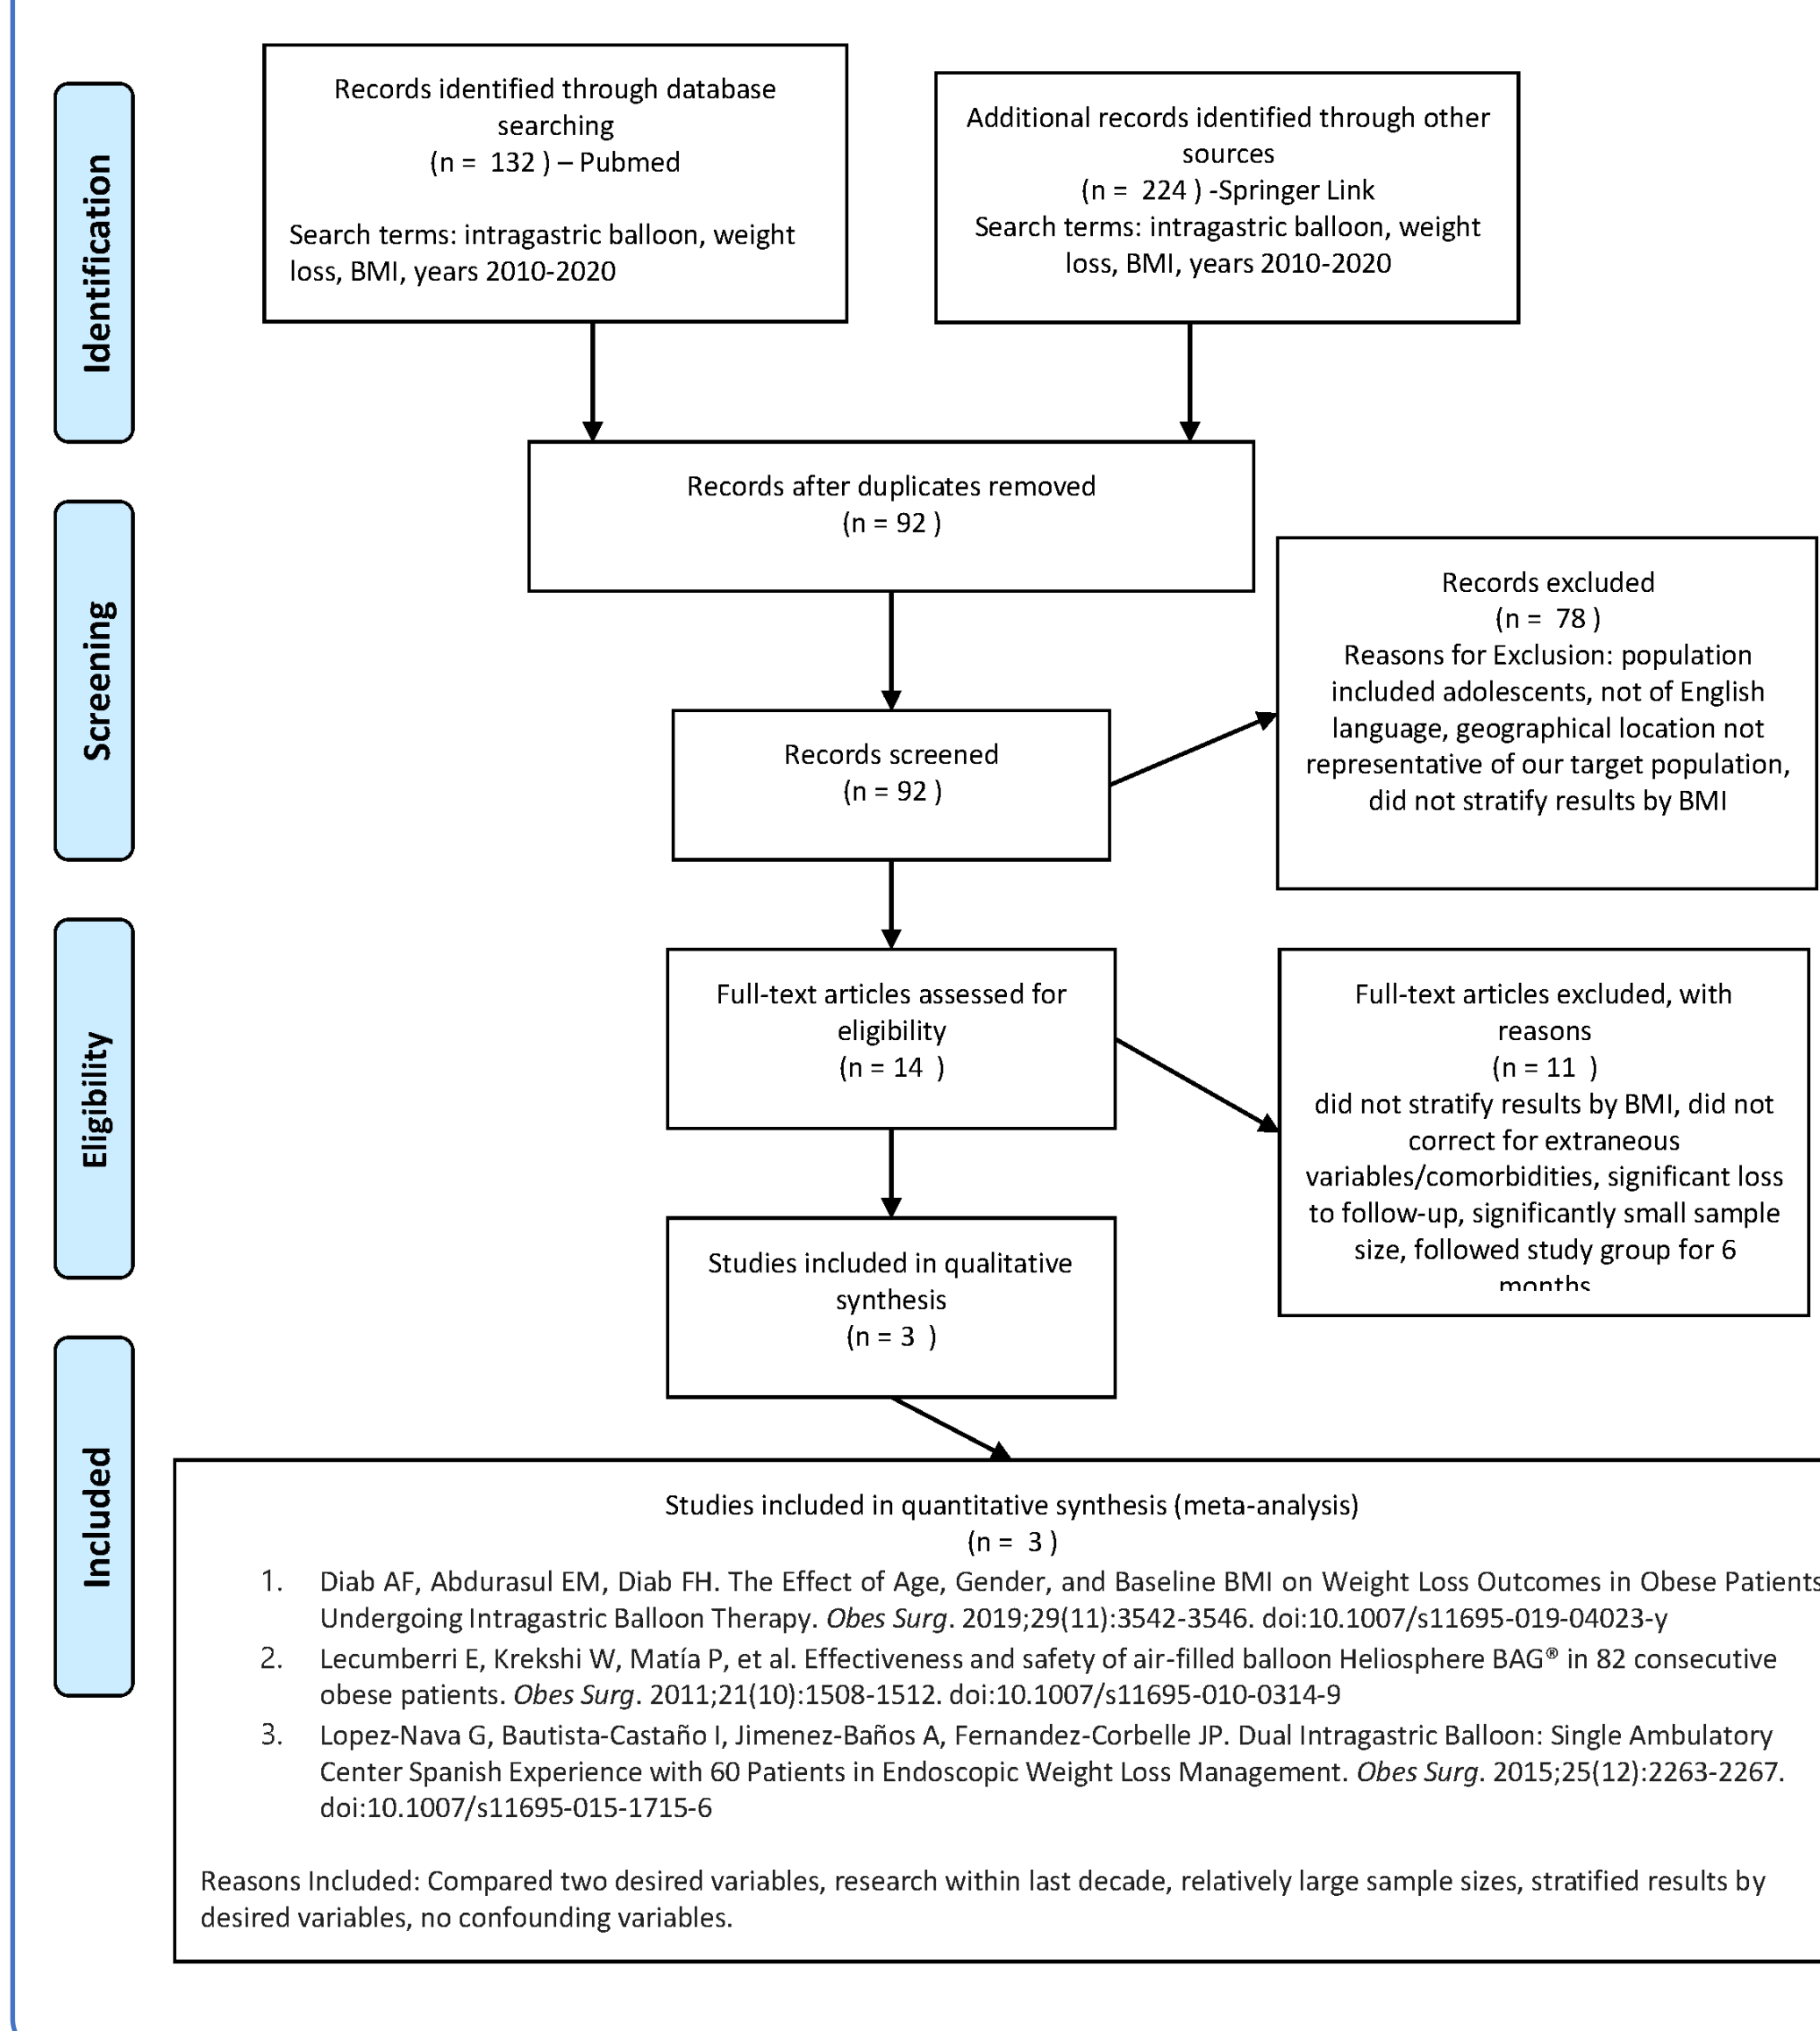 Identification
Records identified through database
searching
(n = 132 ) – Pubmed
Search terms: intragastric balloon, weight
loss, BMI, years 2010-2020
Additional records identified through other
sources
(n = 224 ) -Springer Link
Search terms: intragastric balloon, weight
loss, BMI, years 2010-2020
Screening
Records after duplicates removed
(n = 92 )
Records screened
(n = 92 )
Records excluded
(n = 78 )
Reasons for Exclusion: population
included adolescents, not of English
language, geographical location not
representative of our target population,
did not stratify results by BMI
Eligibility
Full-text articles assessed for
eligibility
(n = 14 )
Full-text articles excluded, with
reasons
(n = 11 )
did not stratify results by BMI, did not
correct for extraneous
variables/comorbidities, significant loss
to follow-up, significantly small sample
size, followed study group for 6
months
Studies included in qualitative
synthesis
(n = 3 )
Included
Studies included in quantitative synthesis (meta-analysis)
(n = 3 )
1. Diab AF, Abdurasul EM, Diab FH. The Effect of Age, Gender, and Baseline BMI on Weight Loss Outcomes in Obese Patients
Undergoing Intragastric Balloon Therapy. Obes Surg. 2019;29(11):3542-3546. doi:10.1007/s11695-019-04023-y
2. Lecumberri E, Krekshi W, Matía P, et al. Effectiveness and safety of air-filled balloon Heliosphere BAG® in 82 consecutive
obese patients. Obes Surg. 2011;21(10):1508-1512. doi:10.1007/s11695-010-0314-9
3. Lopez-Nava G, Bautista-Castaño I, Jimenez-Baños A, Fernandez-Corbelle JP. Dual Intragastric Balloon: Single Ambulatory
Center Spanish Experience with 60 Patients in Endoscopic Weight Loss Management. Obes Surg. 2015;25(12):2263-2267.
doi:10.1007/s11695-015-1715-6
Reasons Included: Compared two desired variables, research within last decade, relatively large sample sizes, stratified results by
desired variables, no confounding variables.